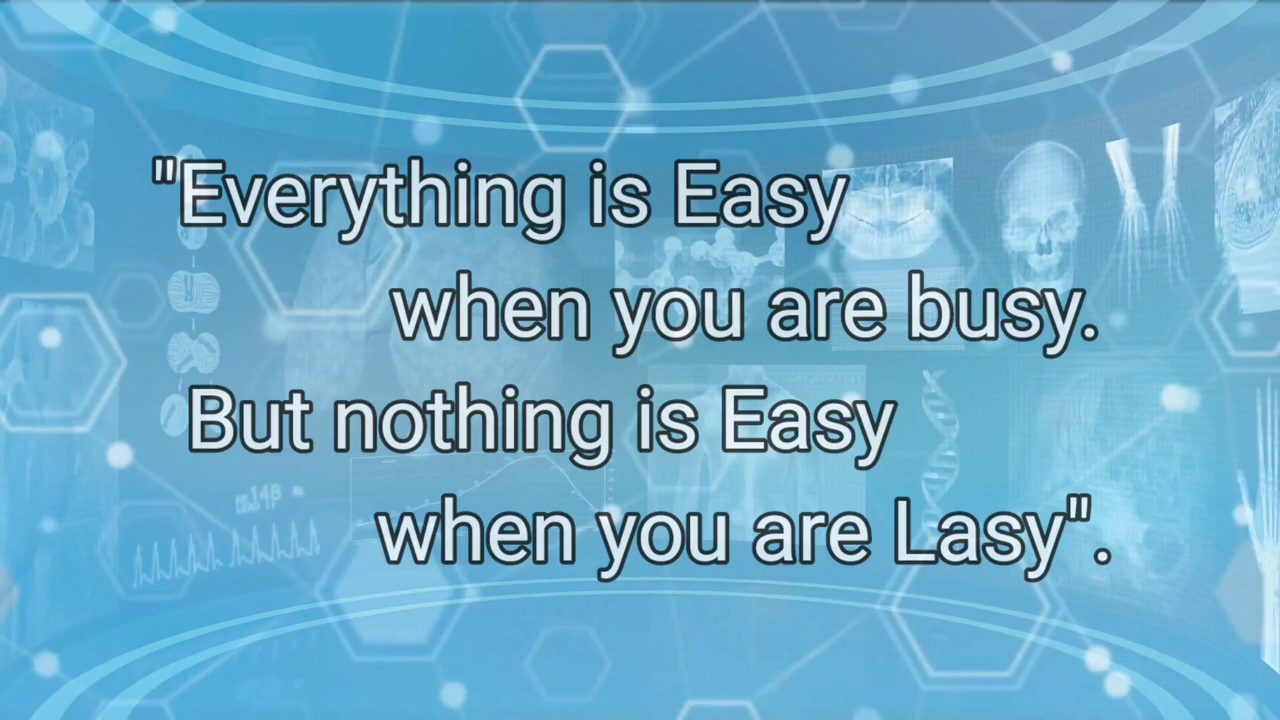 "Everything is Easy
when you are busy.
But nothing is Easy
when you are Lasy".